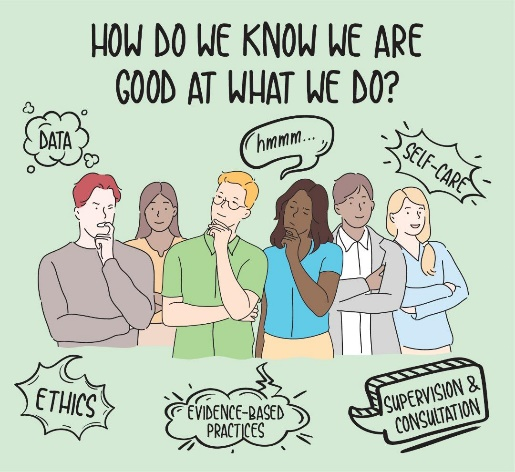 HOW DO WE KNOW WE ARE
GOOD AT WHAT WE DO?
DATA
hmmm...
SELF-CARE
ETHICS
EVIDENCE-BASED
PRACTICES
SUPERVISION &
CONSULTATION